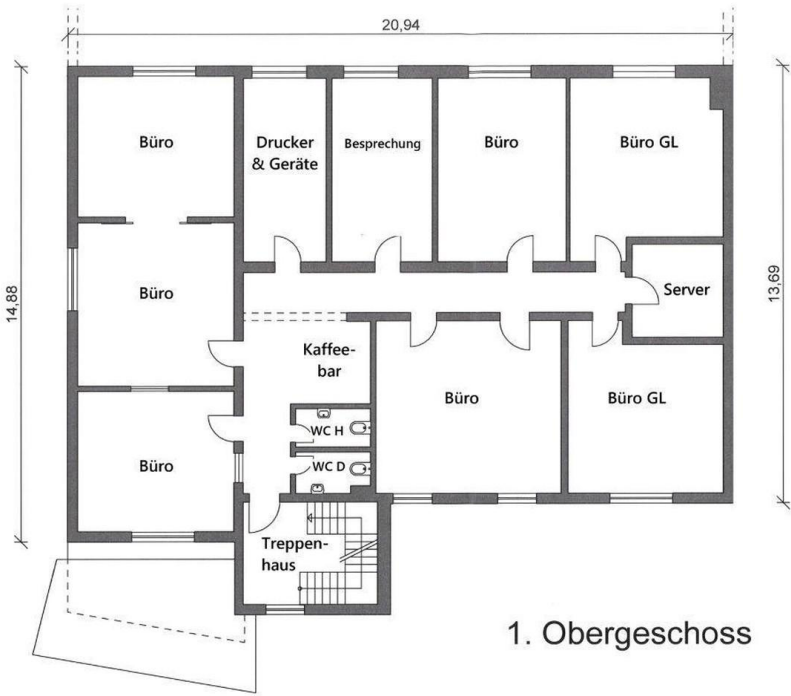 20,94
Büro
Drucker
& Geräte
Besprechung
Büro
Büro GL
14,88
13,69
Büro
Server
Kaffee-
bar
Büro
Büro GL
WC H
Büro
WC D
Treppen-
haus
1. Obergeschoss